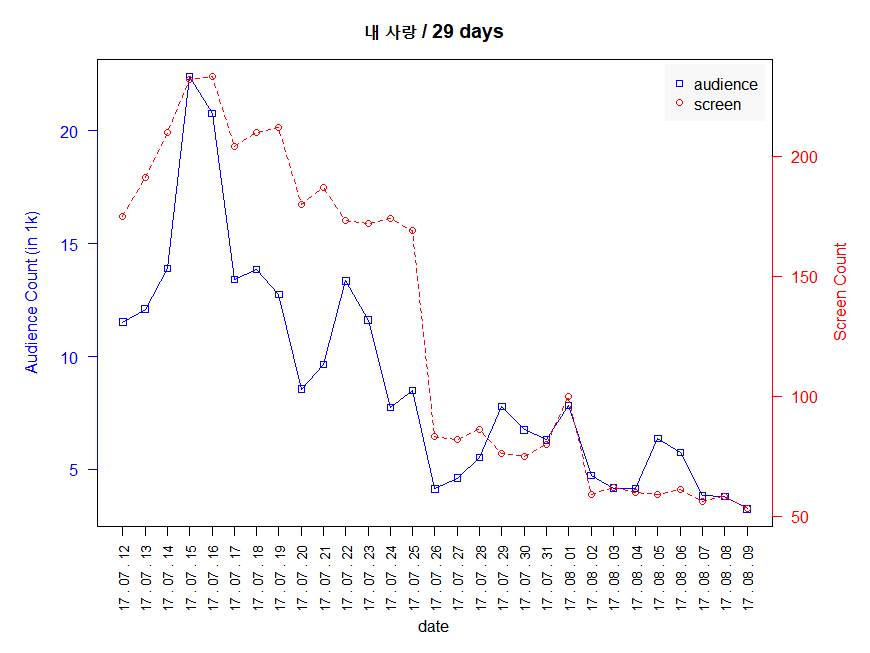 내 사랑 / 29 days
audience
screen
Audience Count (in 1k)
20
15
10
5
200
150
100
50
Screen Count
17 . 07 . 12
17 . 07 . 13
17 . 07 . 14
17 . 07 . 15
17 . 07 . 16
17 . 07 . 17
17 . 07 . 18
17 . 07 . 19
17 . 07 . 20
17 . 07 . 21
17 . 07 . 22
17 . 07 . 23
17 . 07 . 24
17 . 07 . 25
17 . 07 . 26
17 . 07 . 27
17 . 07 . 28
17 . 07 . 29
17 . 07 . 30
17 . 07 . 31
17 . 08 . 01
17 . 08 . 02
17 . 08 . 03
17 . 08 . 04
17 . 08 . 05
17 . 08 . 06
17 . 08 . 07
17 . 08 . 08
17 . 08 . 09
date